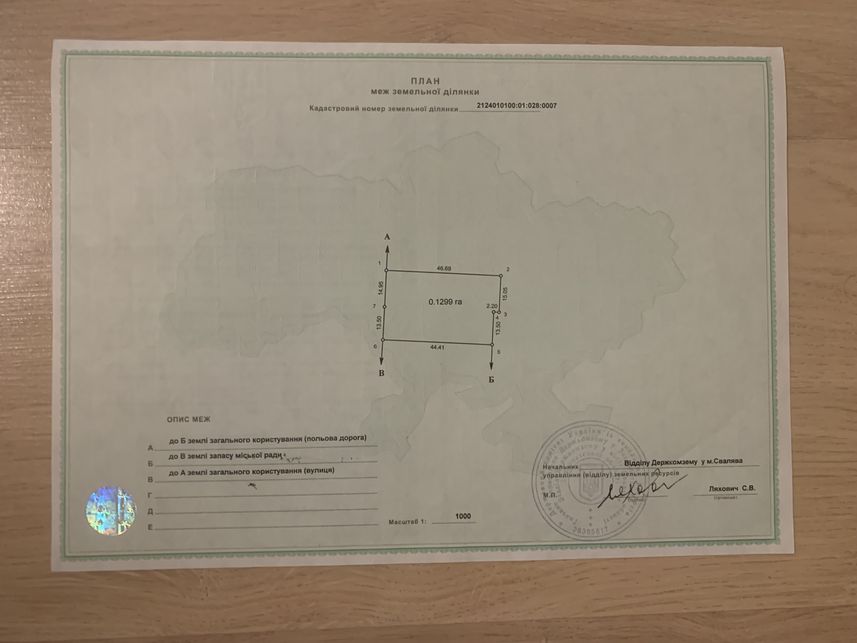 ПЛАН
меж земельної ділянки
Кадастровий номер земельної ділянки 2124010100:01:028:0007
А
1
46.69
2
14.95
0.1299 га
15.05
7
2.20
3
4
13.50
13.50
6
44.41
5
В
Б
ОПИС МЕЖ
А до Б землі загального користування (польова дорога)
Б до В землі запасу міської ради
В до А землі загального користування (вулиця)
Г
Д
Е
Масштаб 1: 1000
Начальник Відділу Держкомзему у м.Свалява
управління (відділу) земельних ресурсів
М.П. Ляхович С.В.